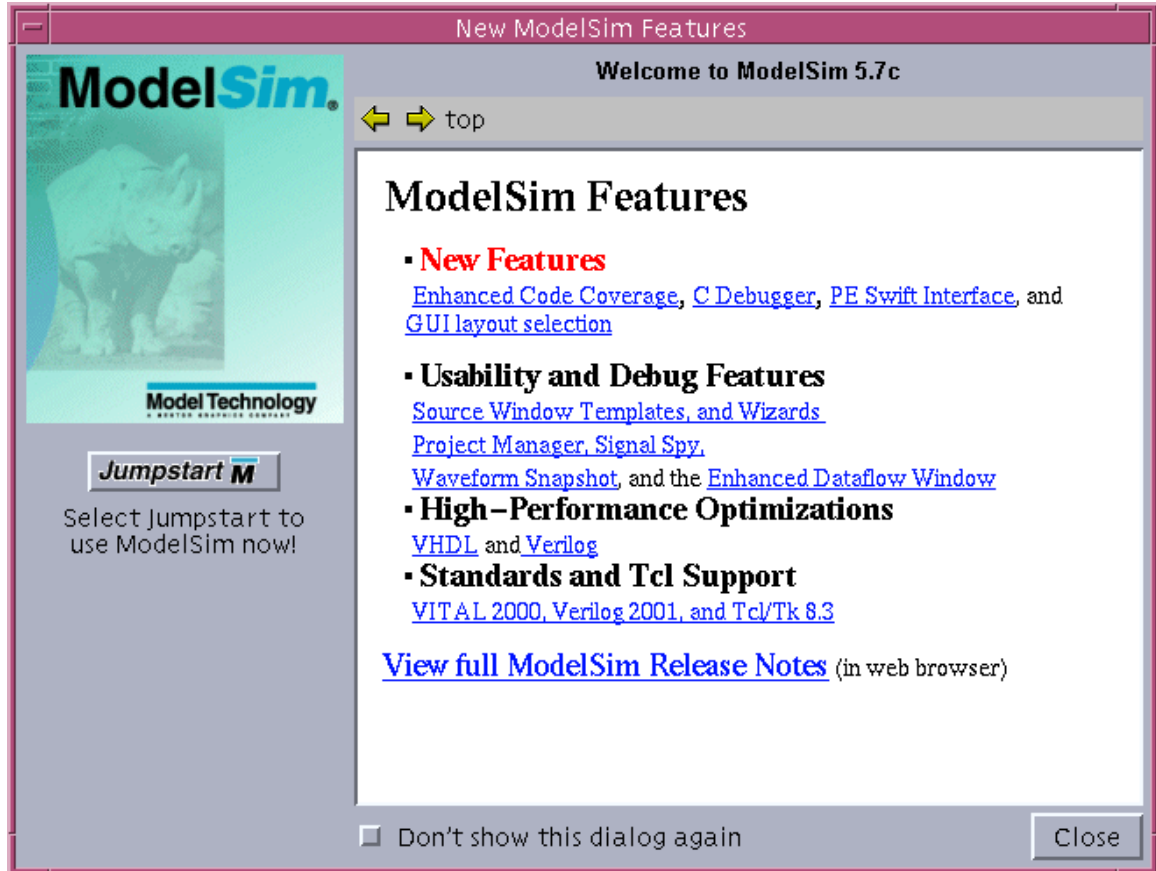 New ModelSim Features
ModelSim®
Welcome to ModelSim 5.7c
top
ModelSim Features
▪ New Features
Enhanced Code Coverage, C Debugger, PE Swift Interface, and
GUI layout selection
▪ Usability and Debug Features
Source Window Templates, and Wizards
Project Manager, Signal Spy,
Waveform Snapshot, and the Enhanced Dataflow Window
▪ High-Performance Optimizations
VHDL and Verilog
▪ Standards and Tcl Support
VITAL 2000, Verilog 2001, and Tcl/Tk 8.3
View full ModelSim Release Notes (in web browser)
Model Technology
A MENTOR GRAPHICS COMPANY
Jumpstart M
Select Jumpstart to
use ModelSim now!
Don't show this dialog again
Close